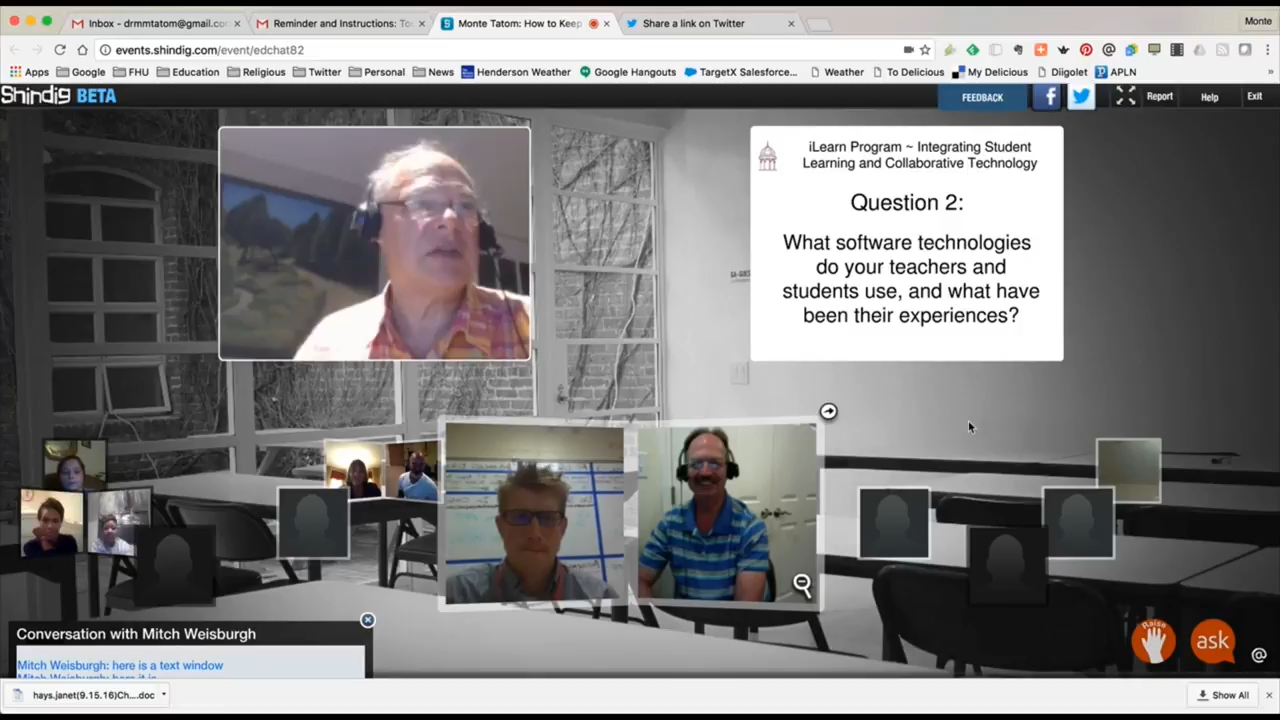 Inbox - drmmtatom@gmail.co
Reminder and Instructions: To
Monte Tatom: How to Keep
Share a link on Twitter
Monte
events.shindig.com/event/edchat82
Apps
Google
FHU
Education
Religious
Twitter
Personal
News
Henderson Weather
Google Hangouts
TargetX Salesforce...
Weather
To Delicious
My Delicious
Diigolet
APLN
»
Shindig BETA
FEEDBACK
Report
Help
Exit
iLearn Program ~ Integrating Student
Learning and Collaborative Technology
Question 2:
What software technologies
do your teachers and
students use, and what have
been their experiences?
Conversation with Mitch Weisburgh
Mitch Weisburgh: here is a text window
Raise
ask
@
hays.janet(9.15.16)Ch....doc
Show All